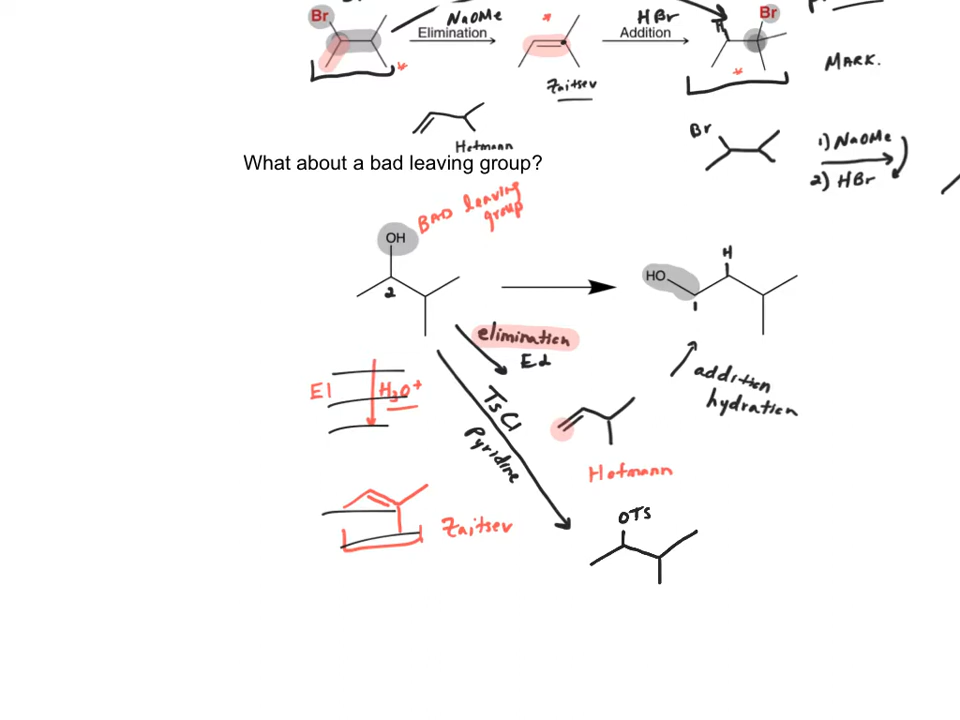 Br
NaOMe
Elimination
*
HBr
Addition
Br
H
*
*
Zaitsev
MARK.
Hofmann
Br
1) NaOMe
2) HBr
What about a bad leaving group?
BAD leaving
group
OH
2
HO
H
1
elimination
E2
addition
hydration
E1
H3O+
TsCl
Pyridine
Hofmann
Zaitsev
OTs